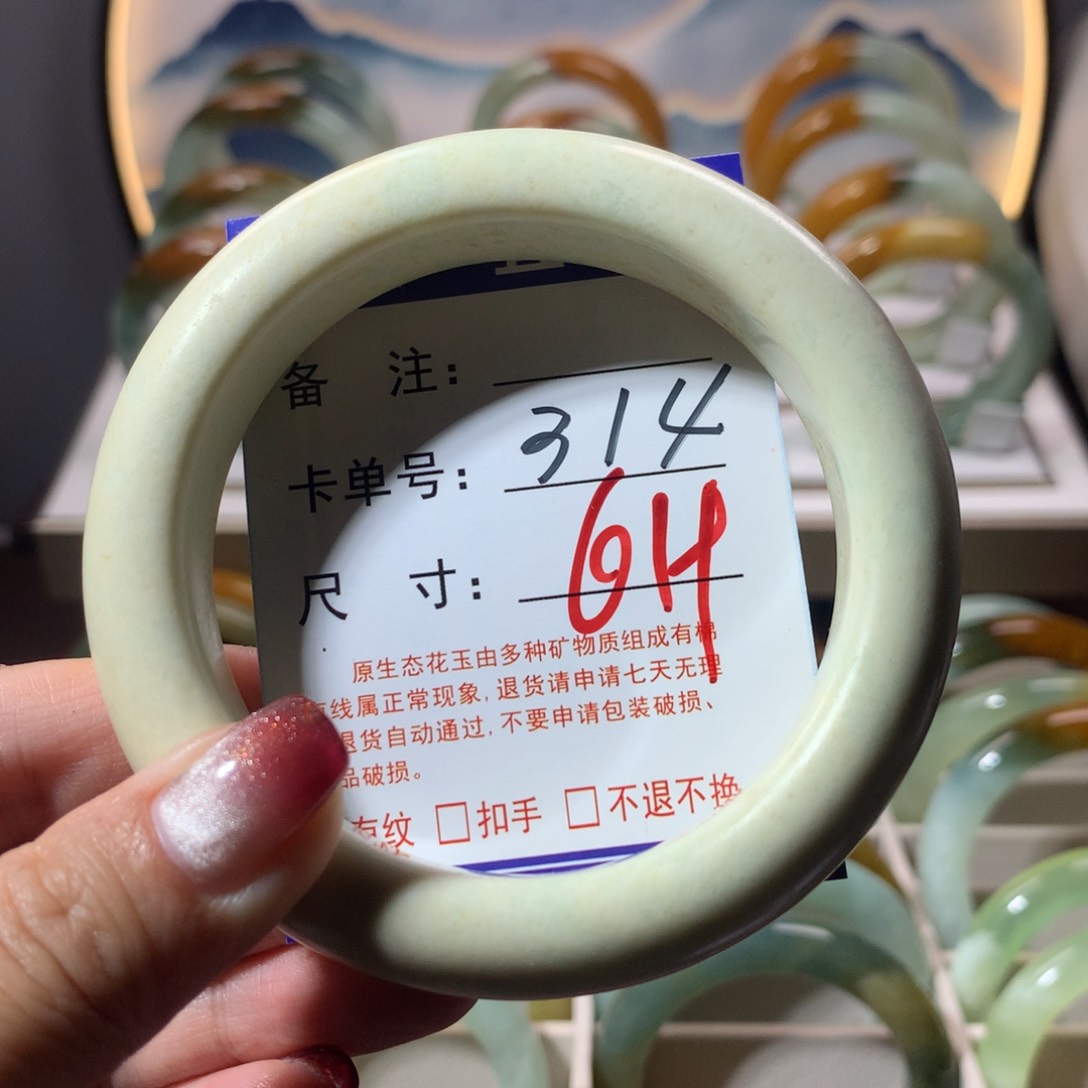 备 注：
卡单号： 314
尺 寸： 6H
原生态花玉由多种矿物质组成有棉
线属正常现象，退货请申请七天无理
退货自动通过，不要申请包装破损、
品破损。
有纹 □扣手 □不退不换